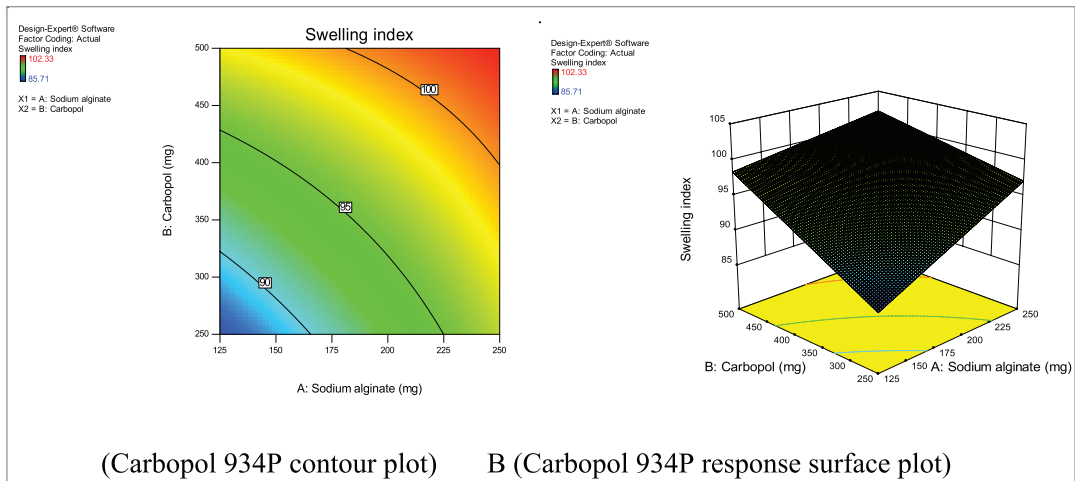 Design-Expert® Software
Factor Coding: Actual
Swelling index
102.33
85.71
X1 = A: Sodium alginate
X2 = B: Carbopol
Swelling index
B: Carbopol (mg)
500
450
400
350
300
250
100
95
90
125 150 175 200 225 250
A: Sodium alginate (mg)
Design-Expert® Software
Factor Coding: Actual
Swelling index
102.33
85.71
X1 = A: Sodium alginate
X2 = B: Carbopol
Swelling index
105
100
95
90
85
500
450
400
350
300
250
125
150
175
200
225
250
B: Carbopol (mg)
A: Sodium alginate (mg)
(Carbopol 934P contour plot) B (Carbopol 934P response surface plot)